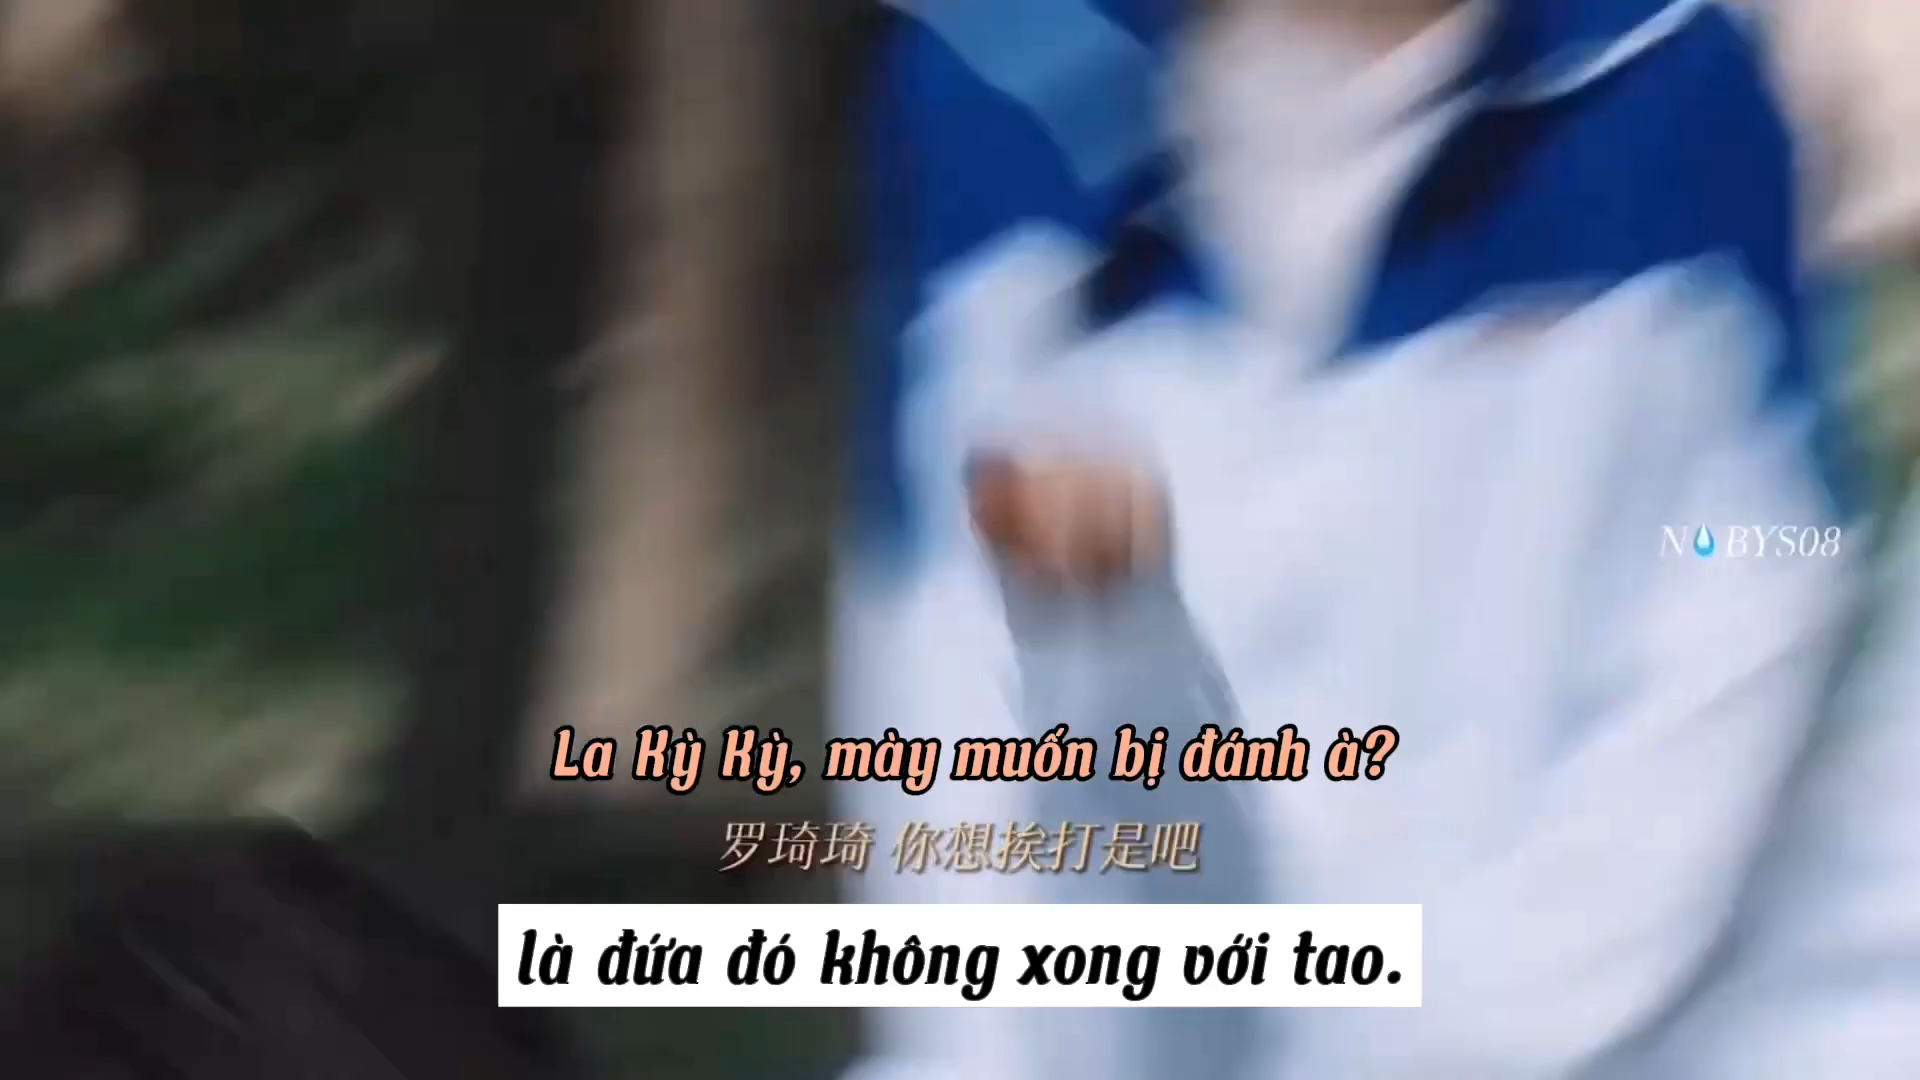 N💧BYS08
La Kỳ Kỳ, mày muốn bị đánh à?
罗琦琦 你想挨打是吧
là đứa đó không xong với tao.